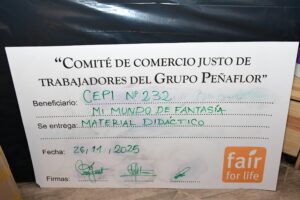 “COMITÉ DE COMERCIO JUSTO DE
TRABAJADORES DEL GRUPO PEÑAFLOR”
Beneficiario: CEPI Nº 232
MI MUNDO DE FANTASÍA
Se entrega: MATERIAL DIDÁCTICO
Fecha: 26/11/2025
Firmas:
fair
for life